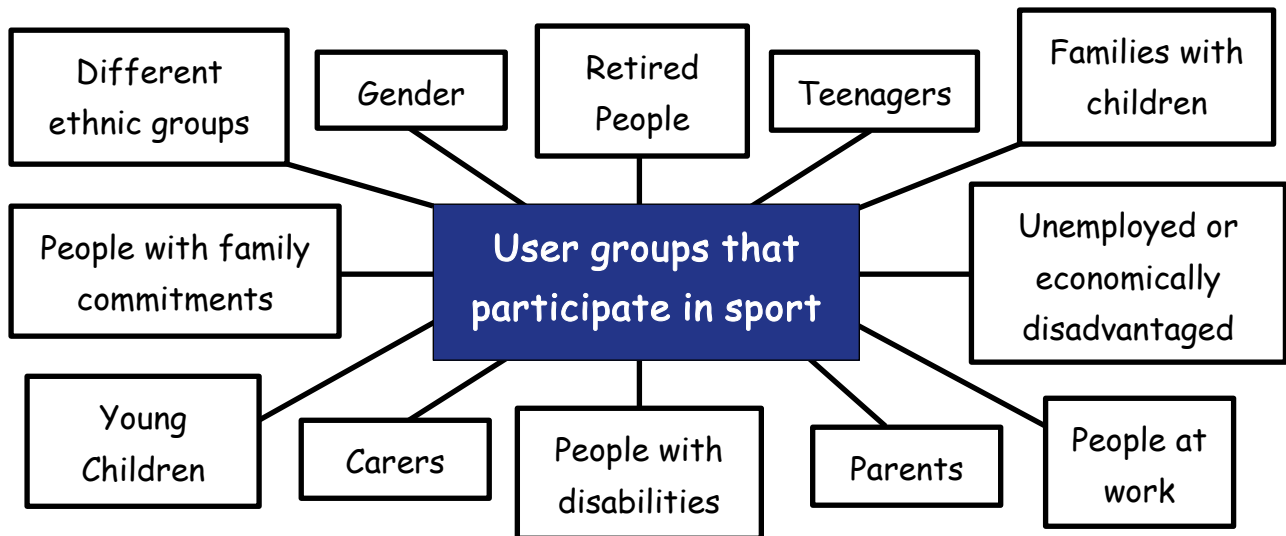 Different
ethnic groups
Gender
Retired
People
Teenagers
Families with
children
People with family
commitments
User groups that
participate in sport
Unemployed or
economically
disadvantaged
Young
Children
Carers
People with
disabilities
Parents
People at
work